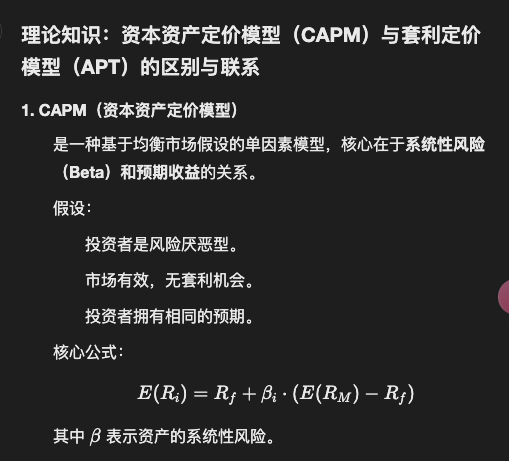 理论知识：资本资产定价模型（CAPM）与套利定价
模型（APT）的区别与联系
1. CAPM（资本资产定价模型）
是一种基于均衡市场假设的单因素模型，核心在于系统性风险
（Beta）和预期收益的关系。
假设：
投资者是风险厌恶型。
市场有效，无套利机会。
投资者拥有相同的预期。
核心公式：
E(R_i) = R_f + β_i · (E(R_M) − R_f)
其中 β 表示资产的系统性风险。